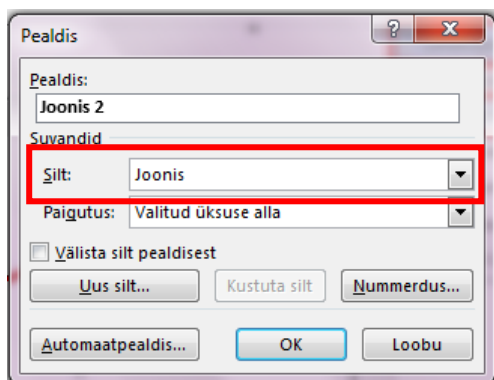 Pealdis
Pealdis:
Joonis 2
Suvandid
Silt: Joonis
Paigutus: Valitud üksuse alla
Välista silt pealdisest
Uus silt... Kustuta silt Nummerdus...
Automaatpealdis... OK Loobu